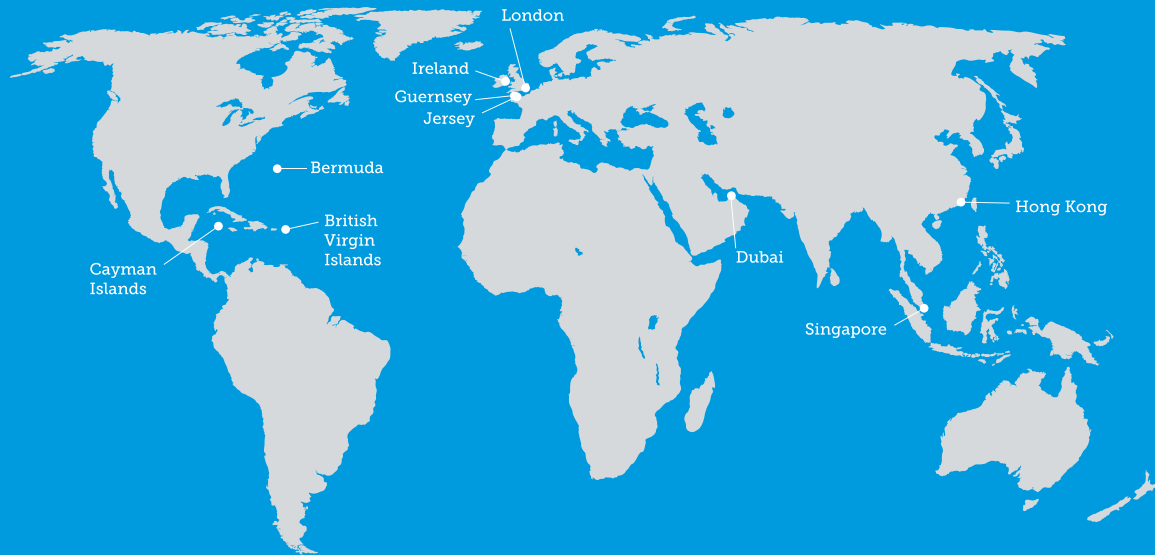 London
Ireland
Guernsey
Jersey
Bermuda
British
Virgin
Islands
Cayman
Islands
Hong Kong
Dubai
Singapore